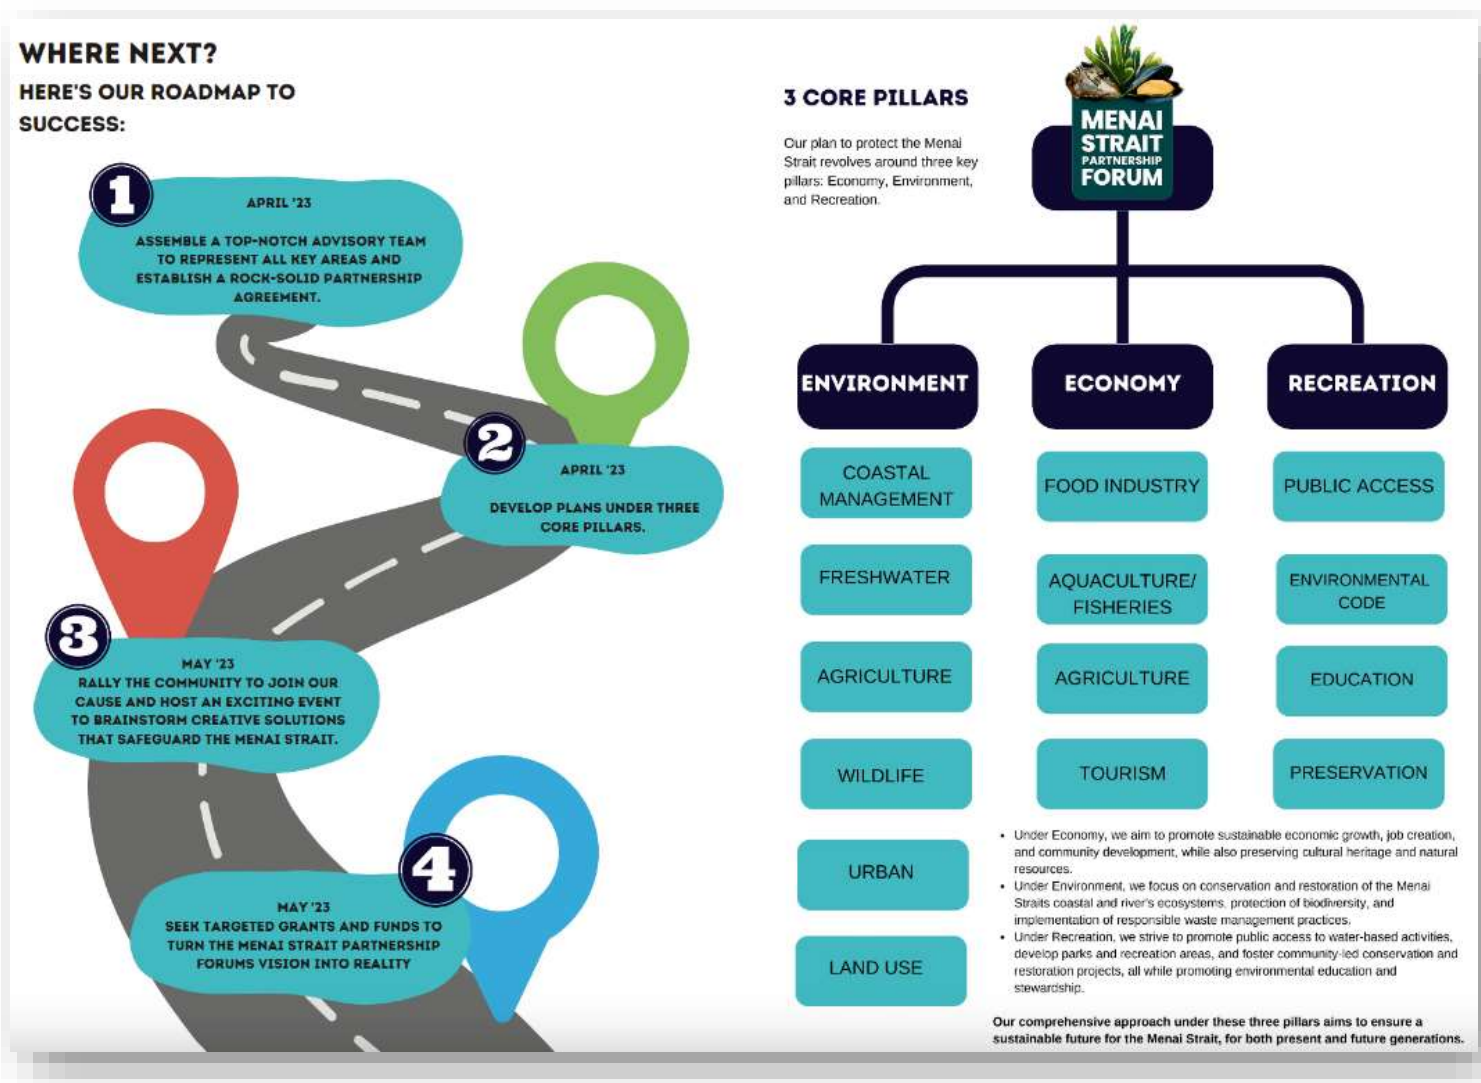 WHERE NEXT?
HERE'S OUR ROADMAP TO
SUCCESS:
1
APRIL '23
ASSEMBLE A TOP-NOTCH ADVISORY TEAM
TO REPRESENT ALL KEY AREAS AND
ESTABLISH A ROCK-SOLID PARTNERSHIP
AGREEMENT.
2
APRIL '23
DEVELOP PLANS UNDER THREE
CORE PILLARS.
3
MAY '23
RALLY THE COMMUNITY TO JOIN OUR
CAUSE AND HOST AN EXCITING EVENT
TO BRAINSTORM CREATIVE SOLUTIONS
THAT SAFEGUARD THE MENAI STRAIT.
4
MAY '23
SEEK TARGETED GRANTS AND FUNDS TO
TURN THE MENAI STRAIT PARTNERSHIP
FORUMS VISION INTO REALITY
3 CORE PILLARS
Our plan to protect the Menai
Strait revolves around three key
pillars: Economy, Environment,
and Recreation.
MENAI
STRAIT
PARTNERSHIP
FORUM
ENVIRONMENT
COASTAL
MANAGEMENT
FRESHWATER
AGRICULTURE
WILDLIFE
URBAN
LAND USE
ECONOMY
FOOD INDUSTRY
AQUACULTURE/
FISHERIES
AGRICULTURE
TOURISM
RECREATION
PUBLIC ACCESS
ENVIRONMENTAL
CODE
EDUCATION
PRESERVATION
• Under Economy, we aim to promote sustainable economic growth, job creation,
and community development, while also preserving cultural heritage and natural
resources.
• Under Environment, we focus on conservation and restoration of the Menai
Straits coastal and river's ecosystems, protection of biodiversity, and
implementation of responsible waste management practices.
• Under Recreation, we strive to promote public access to water-based activities,
develop parks and recreation areas, and foster community-led conservation and
restoration projects, all while promoting environmental education and
stewardship.
Our comprehensive approach under these three pillars aims to ensure a
sustainable future for the Menai Strait, for both present and future generations.